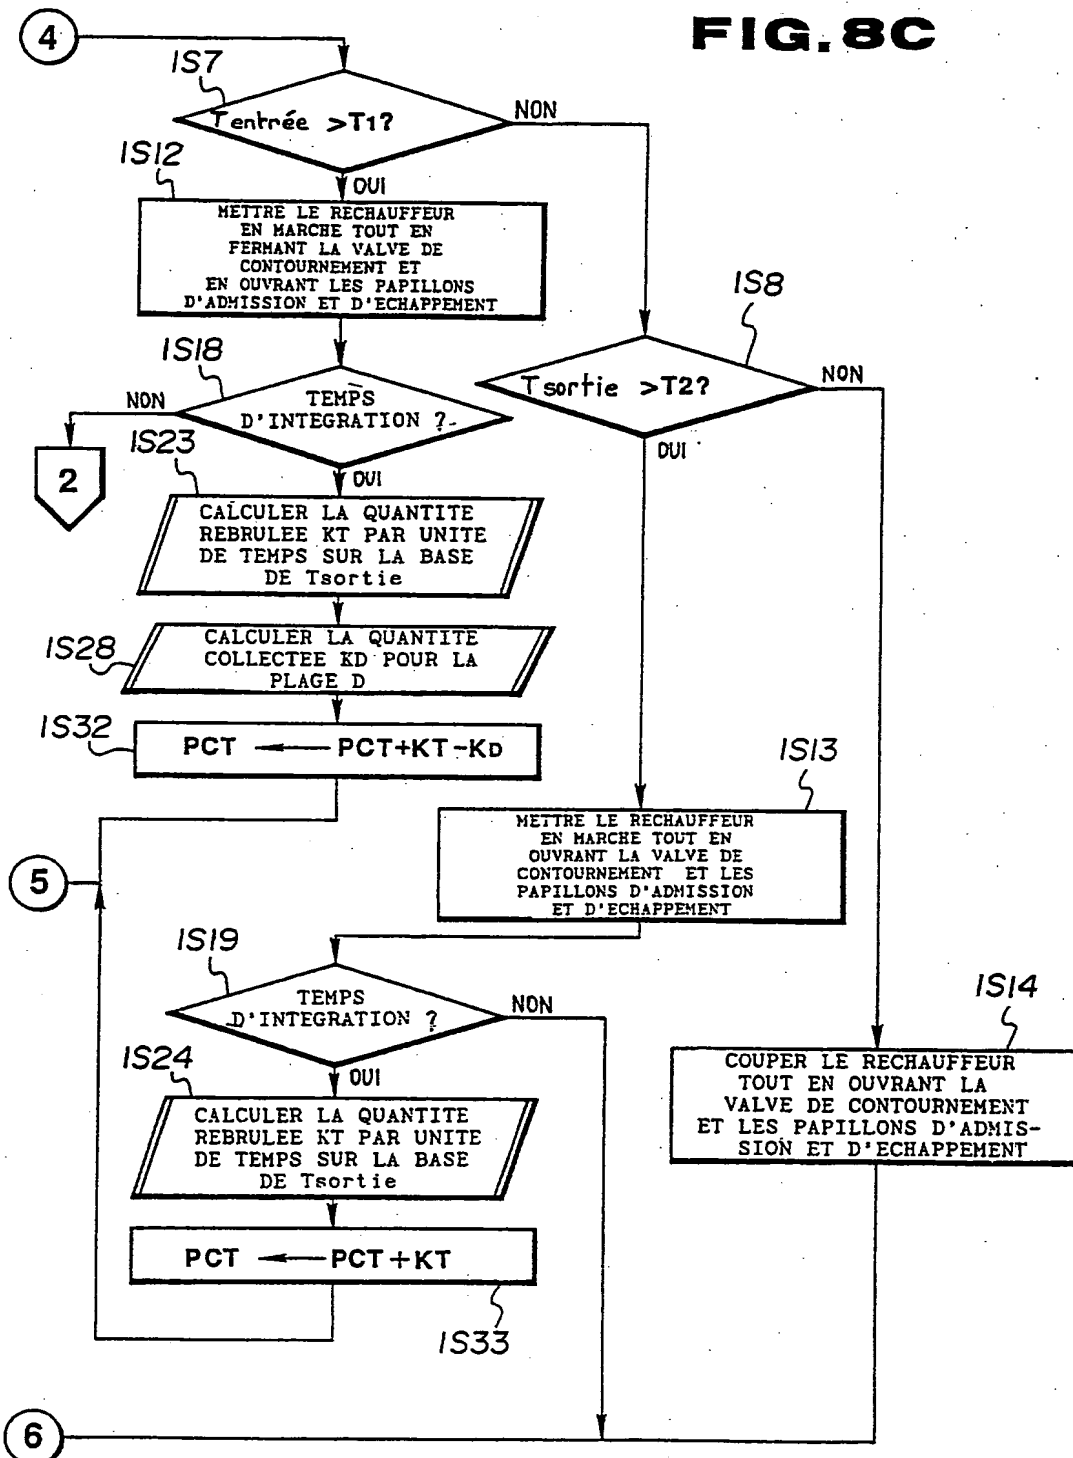 FIG. 8C
4
IS7
Tentrée >T1?
NON
OUI
IS12
METTRE LE RECHAUFFEUR
EN MARCHE TOUT EN
FERMANT LA VALVE DE
CONTOURNEMENT ET
EN OUVRANT LES PAPILLONS
D'ADMISSION ET D'ECHAPPEMENT
IS8
Tsortie >T2?
NON
OUI
IS18
TEMPS
D'INTEGRATION ?
NON
OUI
2
IS23
CALCULER LA QUANTITE
REBRULEE KT PAR UNITE
DE TEMPS SUR LA BASE
DE Tsortie
IS28
CALCULER LA QUANTITE
COLLECTEE KD POUR LA
PLAGE D
IS32
PCT ← PCT+KT-KD
IS13
METTRE LE RECHAUFFEUR
EN MARCHE TOUT EN
OUVRANT LA VALVE DE
CONTOURNEMENT ET LES
PAPILLONS D'ADMISSION
ET D'ECHAPPEMENT
5
IS19
TEMPS
D'INTEGRATION ?
NON
OUI
IS14
COUPER LE RECHAUFFEUR
TOUT EN OUVRANT LA
VALVE DE CONTOURNEMENT
ET LES PAPILLONS D'ADMIS-
SION ET D'ECHAPPEMENT
IS24
CALCULER LA QUANTITE
REBRULEE KT PAR UNITE
DE TEMPS SUR LA BASE
DE Tsortie
PCT ← PCT+KT
IS33
6